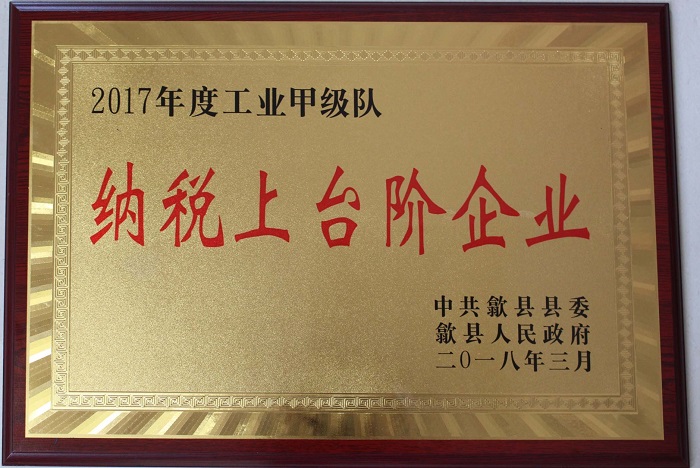 2017年度工业甲级队
纳税上台阶企业
中共歙县县委
歙县人民政府
二〇一八年三月